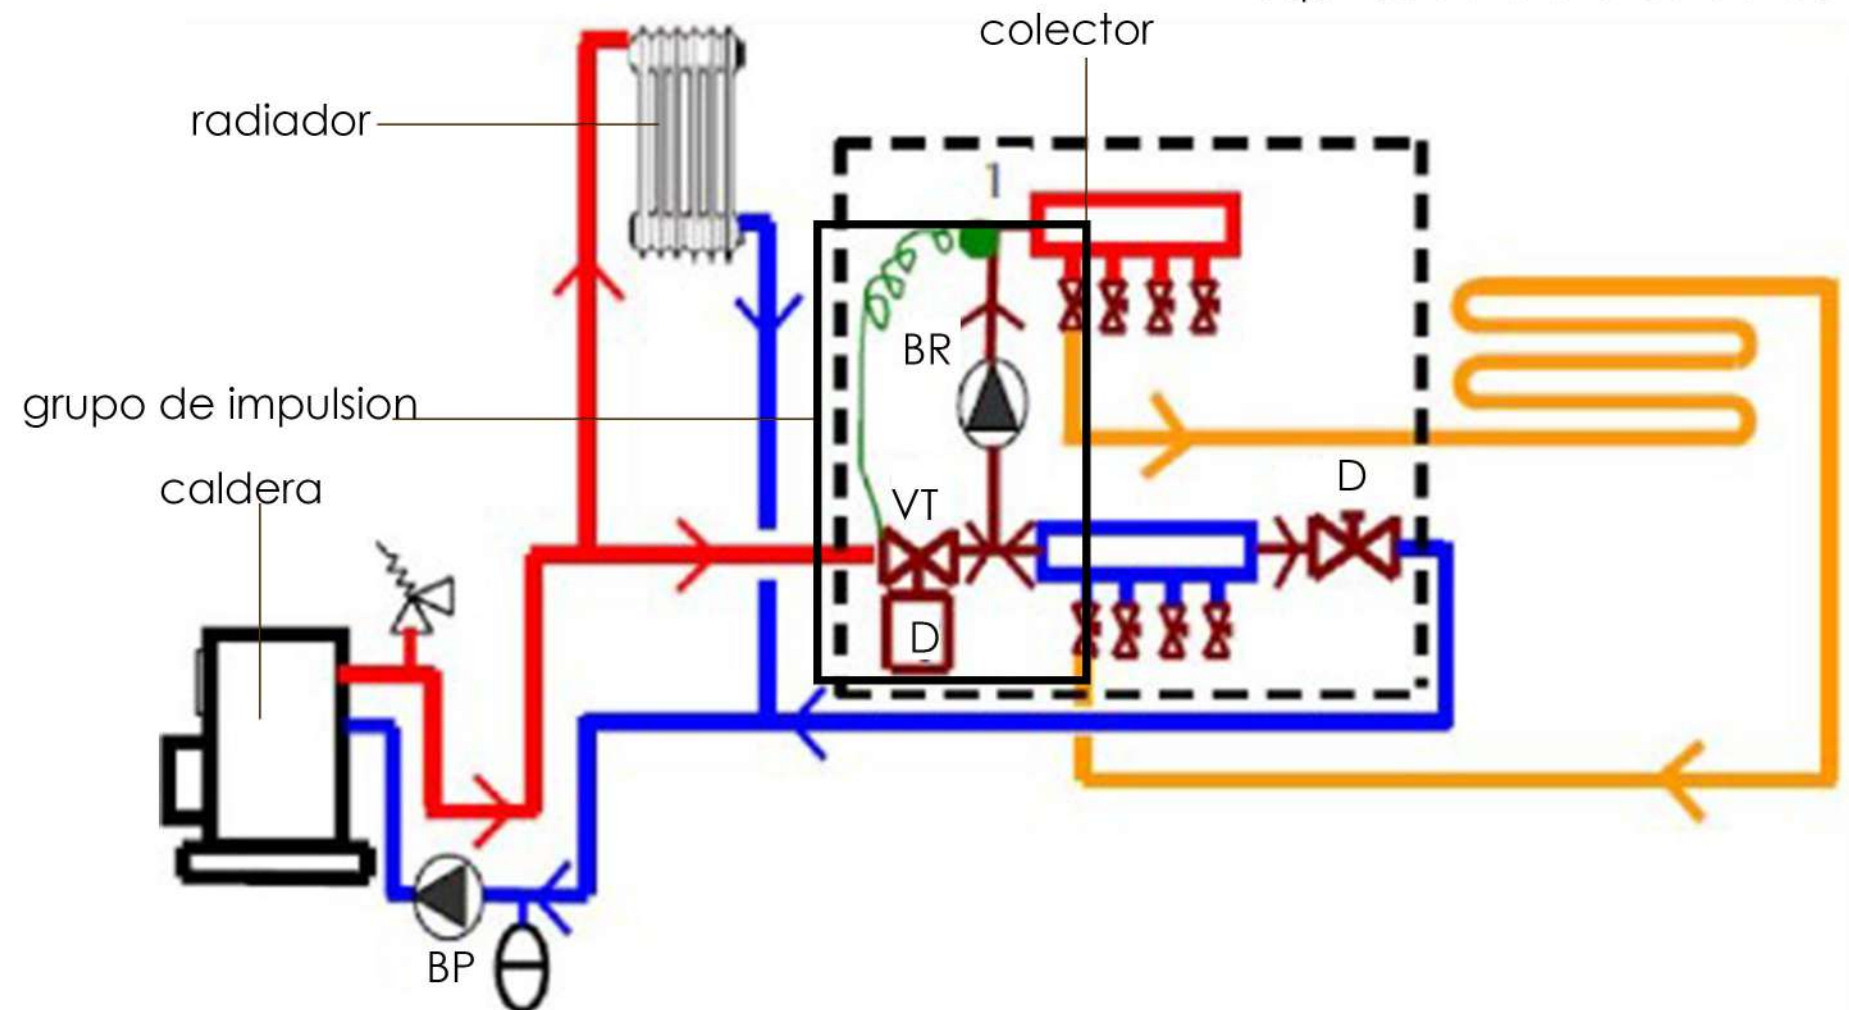 colector
radiador
1
BR
grupo de impulsion
D
caldera
VT
D
BP